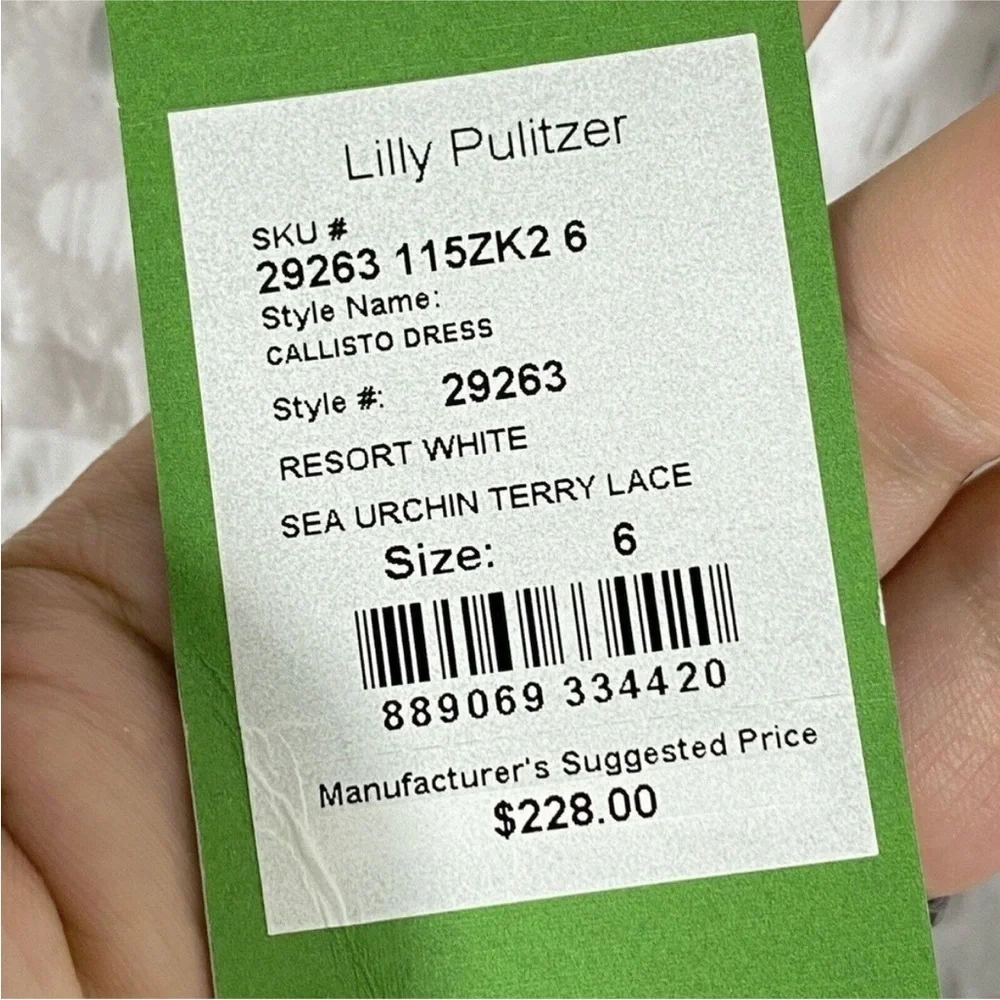 Lilly Pulitzer
SKU #
29263 115ZK2 6
Style Name:
CALLISTO DRESS
Style #: 29263
RESORT WHITE
SEA URCHIN TERRY LACE
Size: 6
889069 334420
Manufacturer's Suggested Price
$228.00